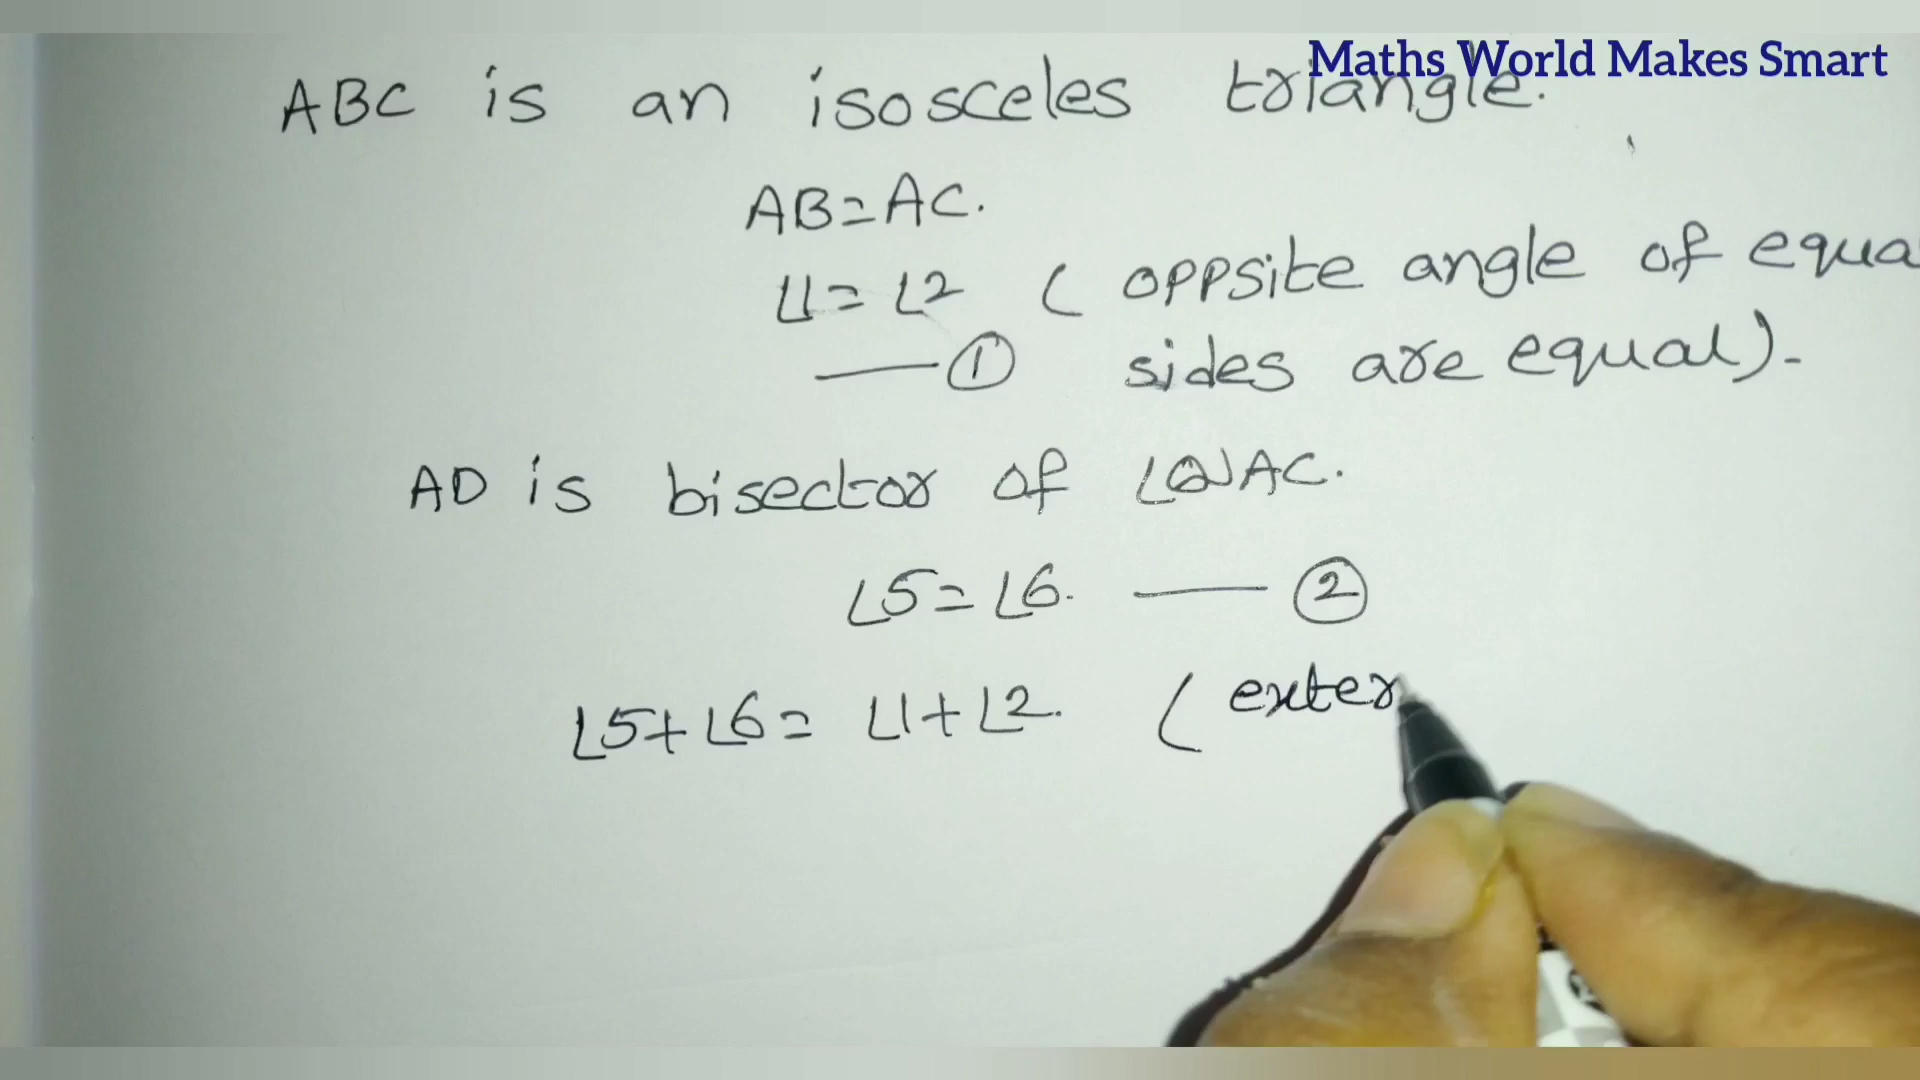 Maths World Makes Smart
ABC is an isosceles triangle.
AB=AC.
∠1=∠2 ( oppsite angle of equa
—① sides are equal).
AD is bisector of ∠QAC.
∠5=∠6. — ②
∠5+∠6= ∠1+∠2. ( exter